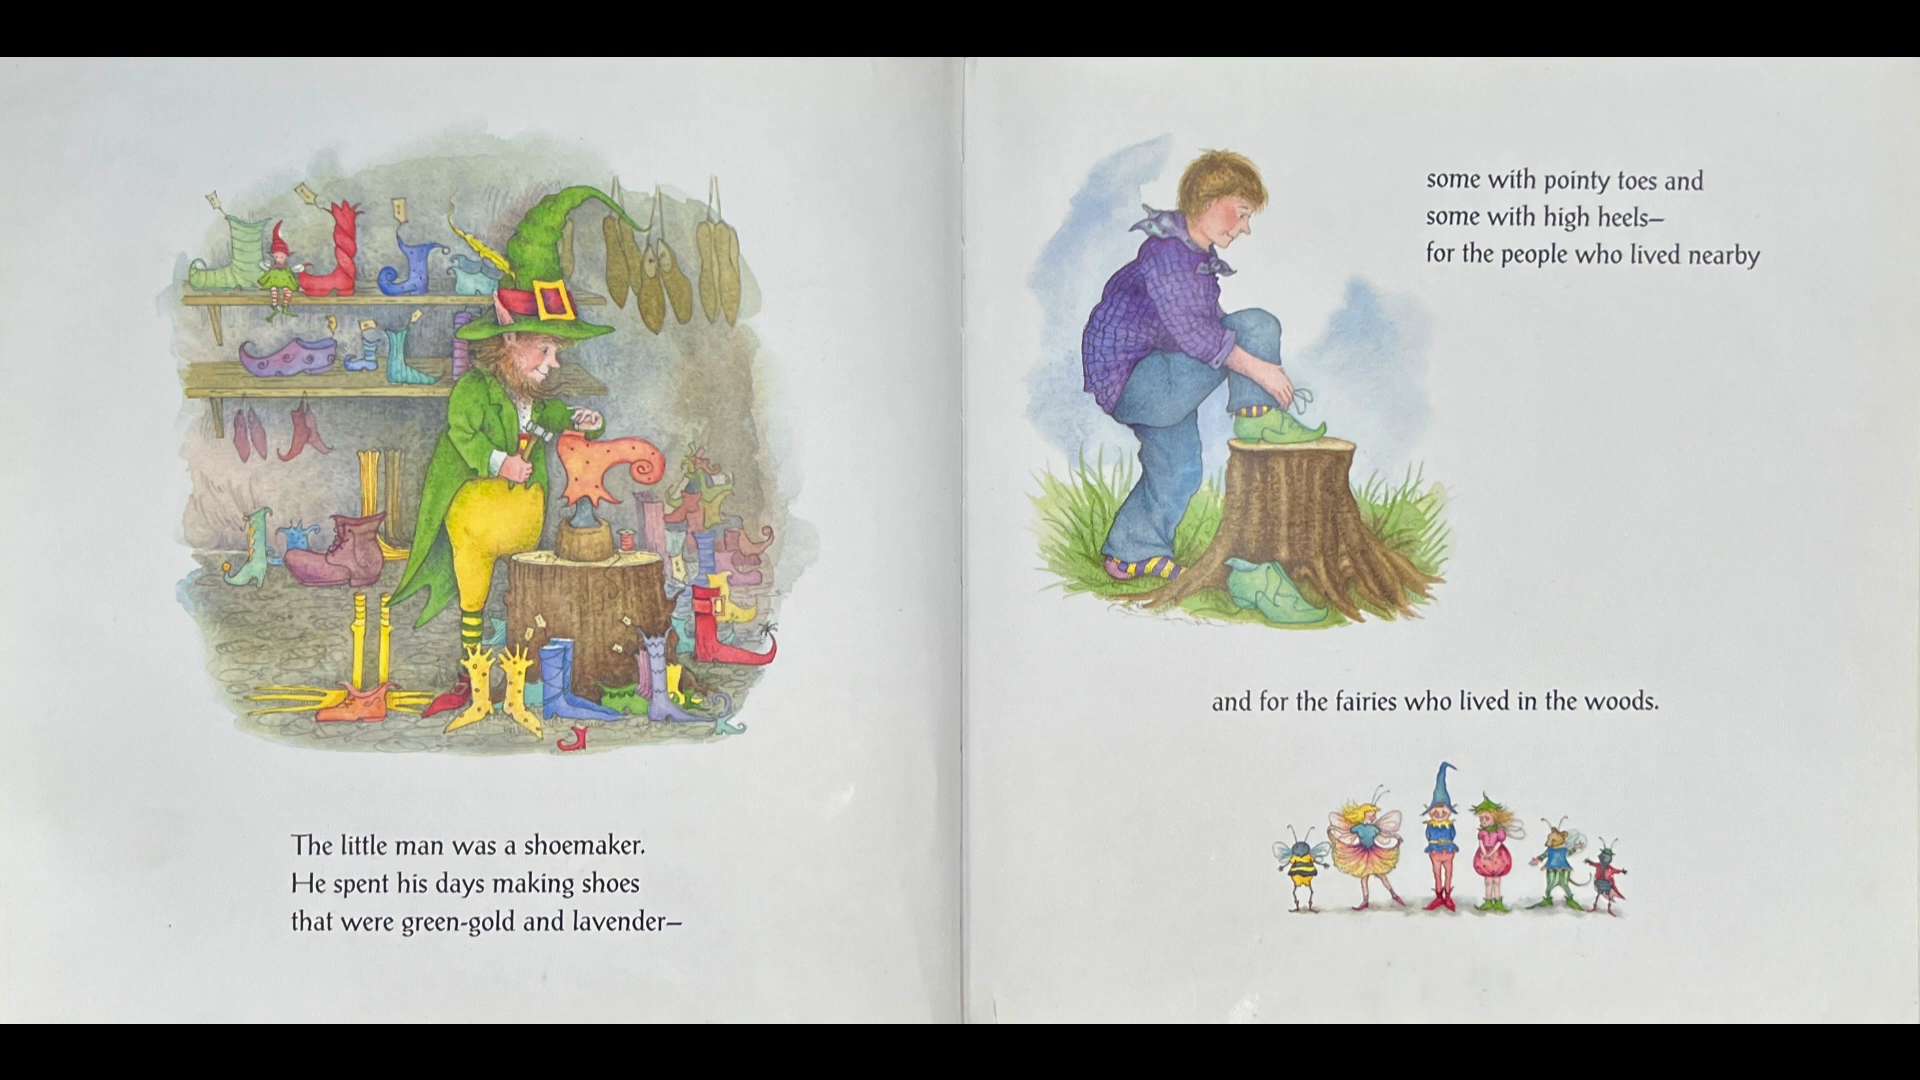 The little man was a shoemaker.
He spent his days making shoes
that were green-gold and lavender—
some with pointy toes and
some with high heels—
for the people who lived nearby
and for the fairies who lived in the woods.